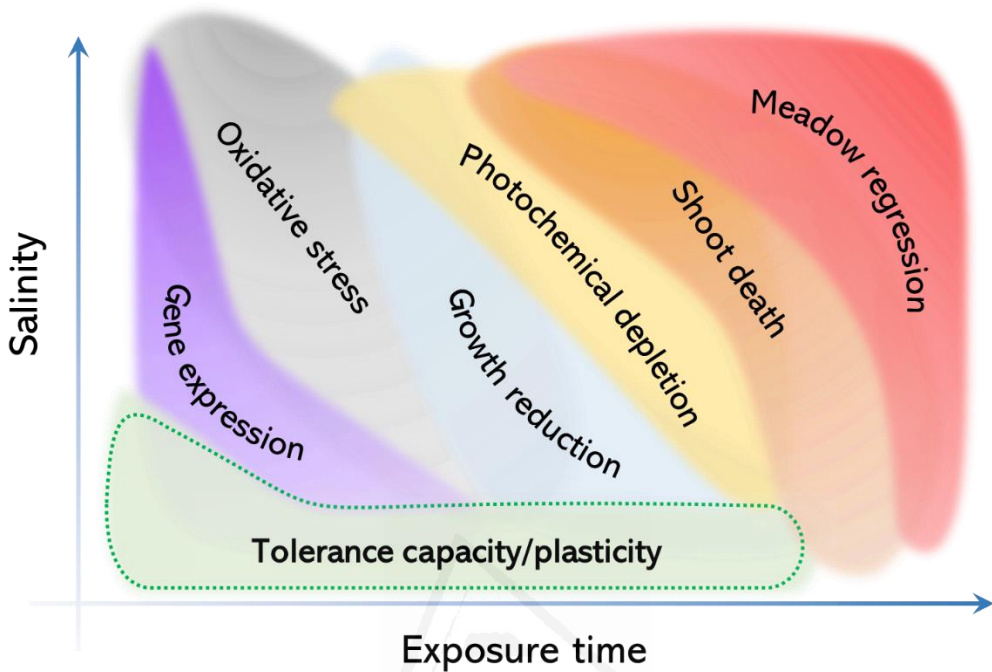 Salinity
Gene expression
Oxidative stress
Growth reduction
Photochemical depletion
Shoot death
Meadow regression
Tolerance capacity/plasticity
Exposure time